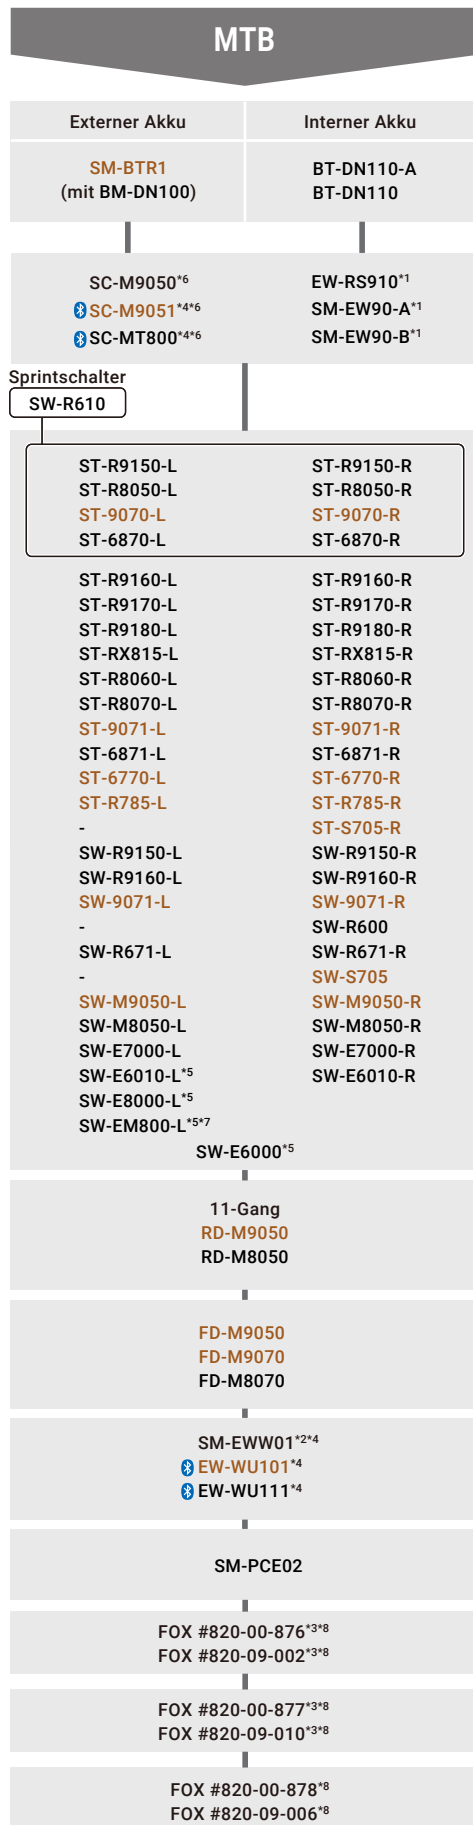 MTB
Externer Akku Interner Akku
SM-BTR1 BT-DN110-A
(mit BM-DN100) BT-DN110
SC-M9050*6 EW-RS910*1
SC-M9051*4*6 SM-EW90-A*1
SC-MT800*4*6 SM-EW90-B*1
Sprintschalter
SW-R610
ST-R9150-L ST-R9150-R
ST-R8050-L ST-R8050-R
ST-9070-L ST-9070-R
ST-6870-L ST-6870-R
ST-R9160-L ST-R9160-R
ST-R9170-L ST-R9170-R
ST-R9180-L ST-R9180-R
ST-RX815-L ST-RX815-R
ST-R8060-L ST-R8060-R
ST-R8070-L ST-R8070-R
ST-9071-L ST-9071-R
ST-6871-L ST-6871-R
ST-6770-L ST-6770-R
ST-R785-L ST-R785-R
- ST-S705-R
SW-R9150-L SW-R9150-R
SW-R9160-L SW-R9160-R
SW-9071-L SW-9071-R
- SW-R600
SW-R671-L SW-R671-R
- SW-S705
SW-M9050-L SW-M9050-R
SW-M8050-L SW-M8050-R
SW-E7000-L SW-E7000-R
SW-E6010-L*5 SW-E6010-R
SW-E8000-L*5
SW-EM800-L*5*7
SW-E6000*5
11-Gang
RD-M9050
RD-M8050
FD-M9050
FD-M9070
FD-M8070
SM-EWW01*2*4
EW-WU101*4
EW-WU111*4
SM-PCE02
FOX #820-00-876*3*8
FOX #820-09-002*3*8
FOX #820-00-877*3*8
FOX #820-09-010*3*8
FOX #820-00-878*8
FOX #820-09-006*8